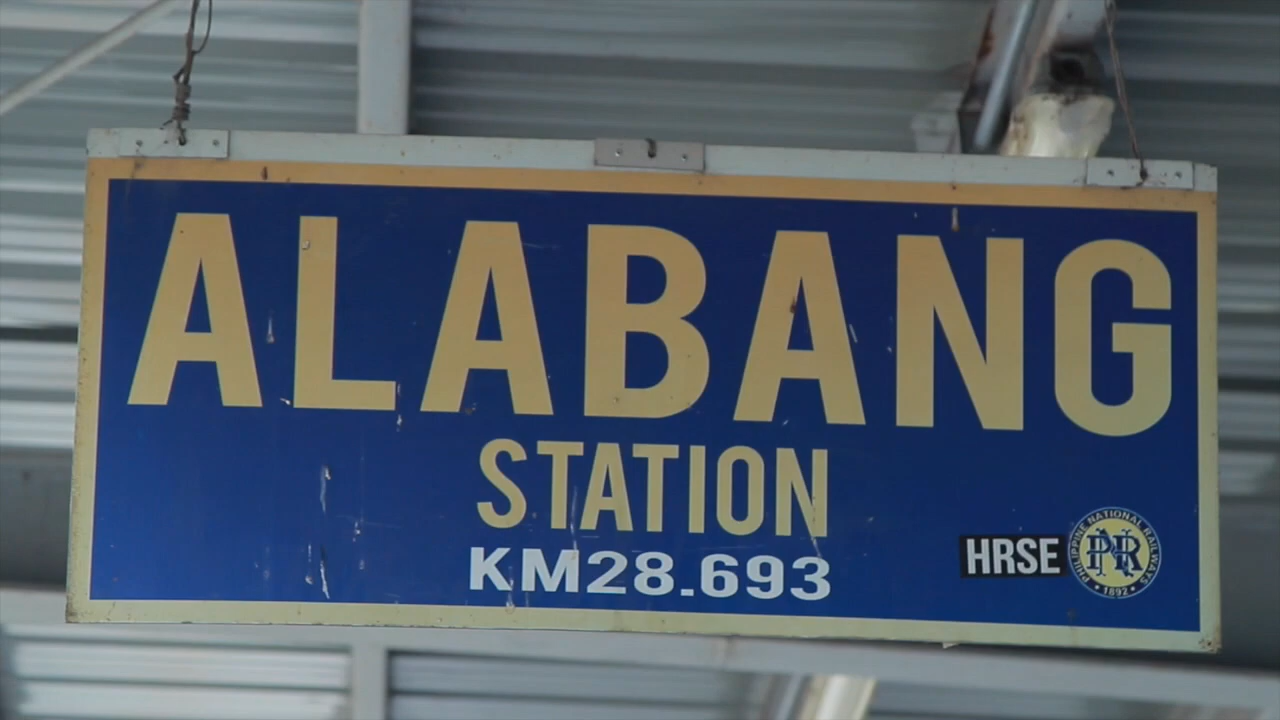 ALABANG
STATION
KM28.693
HRSE
PHILIPPINE NATIONAL RAILWAYS
PNR
1892